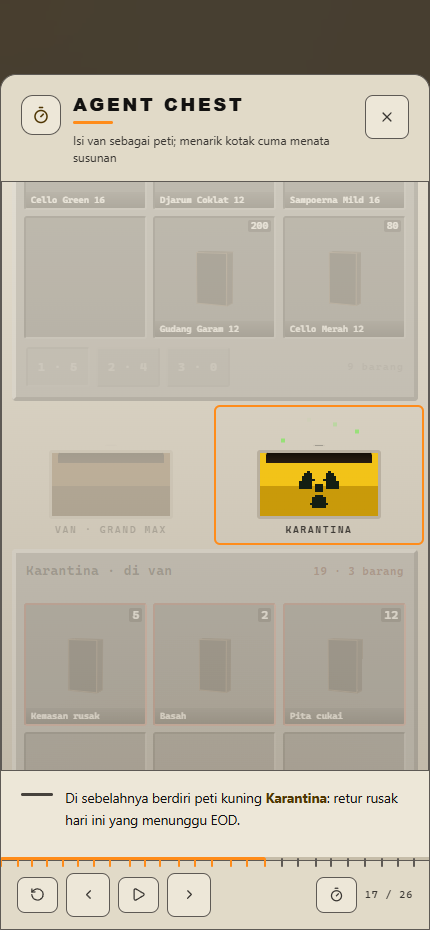 AGENT CHEST
Isi van sebagai peti; menarik kotak cuma menata
susunan
Cello Green 16
Djarum Coklat 12
Sampoerna Mild 16
200
80
Gudang Garam 12
Cello Merah 12
2 - 4
barang
VAN · GRAND MAX
KARANTINA
Karantina · di van
19 · 3 barang
5
2
12
Kemasan rusak
Basah
Pita cukai
Di sebelahnya berdiri peti kuning Karantina: retur rusak
hari ini yang menunggu EOD.
17 / 26